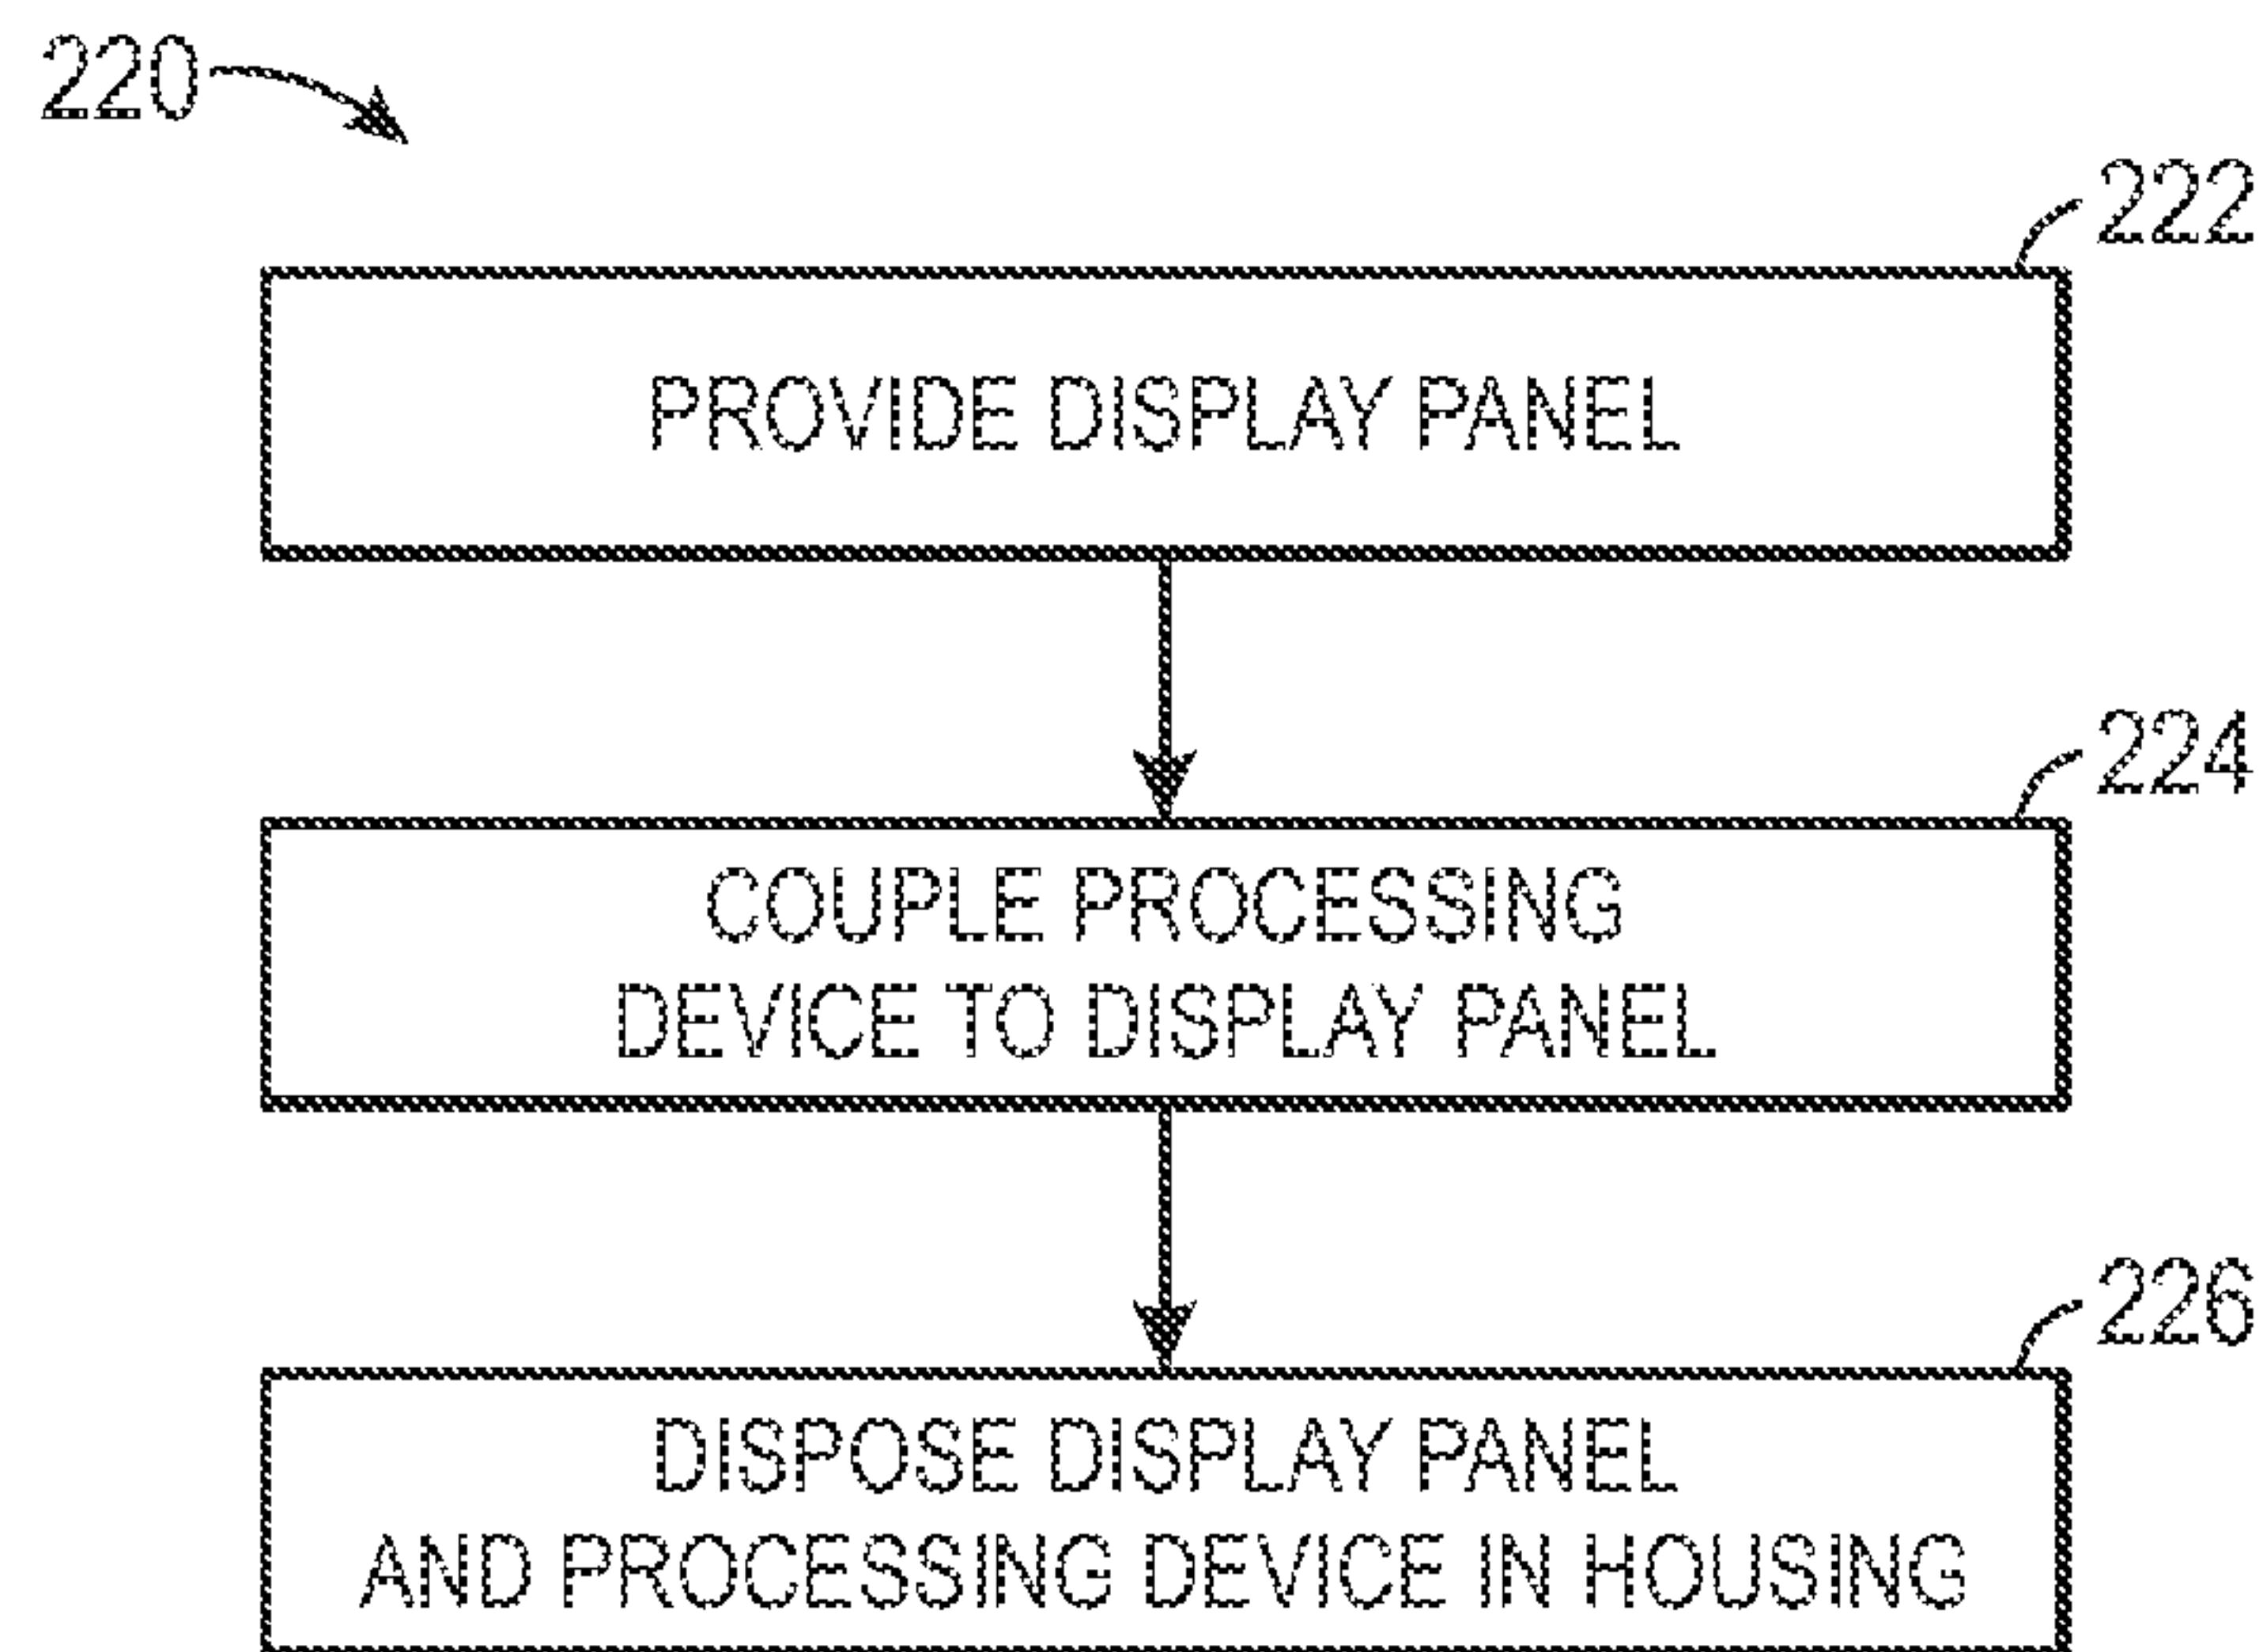 220
222
PROVIDE DISPLAY PANEL
224
COUPLE PROCESSING
DEVICE TO DISPLAY PANEL
226
DISPOSE DISPLAY PANEL
AND PROCESSING DEVICE IN HOUSING